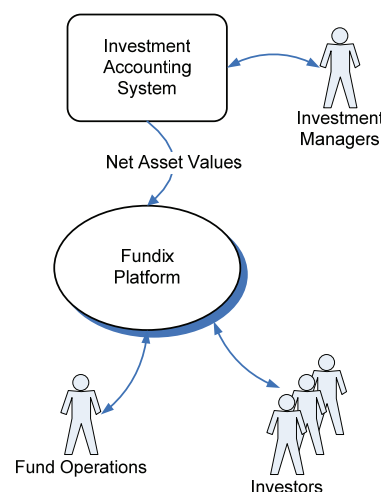 Investment
Accounting
System
Investment
Managers
Net Asset Values
Fundix
Platform
Fund Operations
Investors